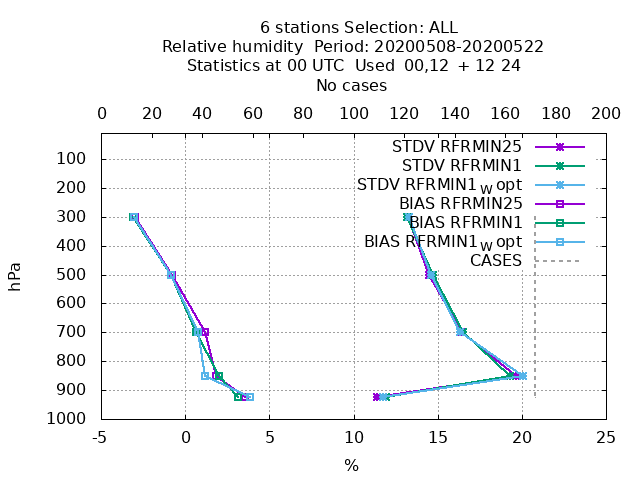 6 stations Selection: ALL
Relative humidity  Period: 20200508-20200522
Statistics at 00 UTC  Used  00,12  + 12 24
No cases
0 20 40 60 80 100 120 140 160 180 200
STDV RFRMIN25
STDV RFRMIN1
STDV RFRMIN1w opt
BIAS RFRMIN25
BIAS RFRMIN1
BIAS RFRMIN1w opt
CASES
100
200
300
400
500
600
700
800
900
1000
hPa
-5 0 5 10 15 20 25
%